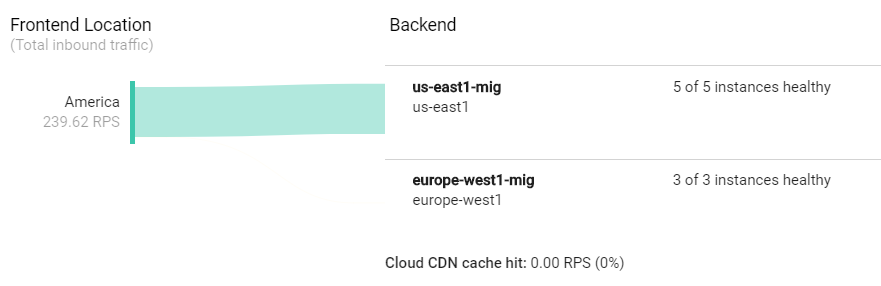 Frontend Location
(Total inbound traffic)
Backend
America
239.62 RPS
us-east1-mig
us-east1
5 of 5 instances healthy
europe-west1-mig
europe-west1
3 of 3 instances healthy
Cloud CDN cache hit: 0.00 RPS (0%)